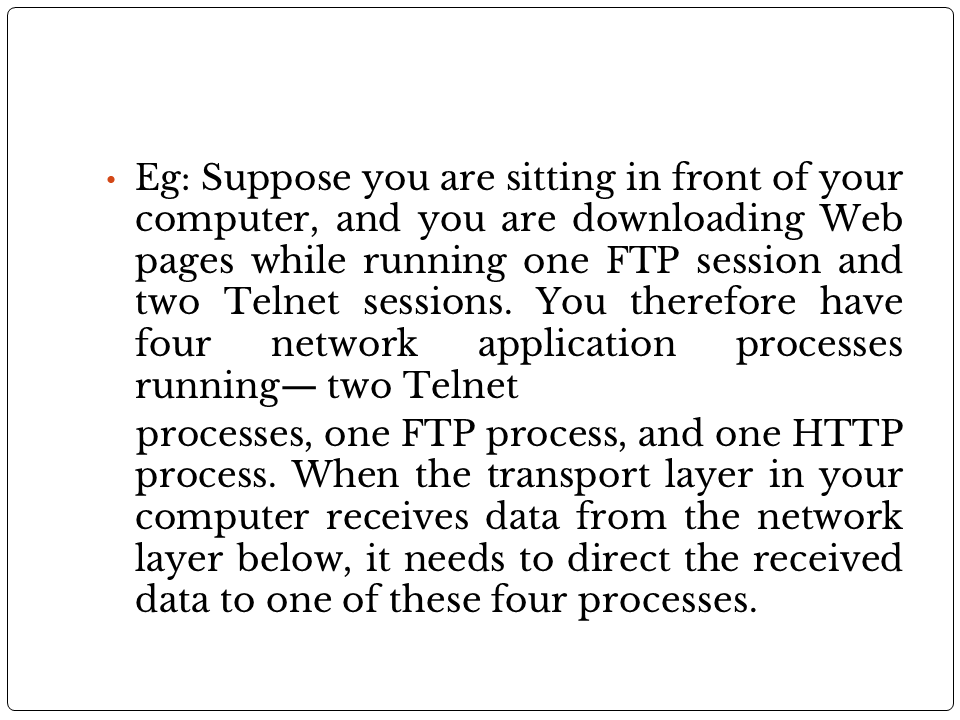 • Eg: Suppose you are sitting in front of your
computer, and you are downloading Web
pages while running one FTP session and
two Telnet sessions. You therefore have
four network application processes
running— two Telnet
processes, one FTP process, and one HTTP
process. When the transport layer in your
computer receives data from the network
layer below, it needs to direct the received
data to one of these four processes.